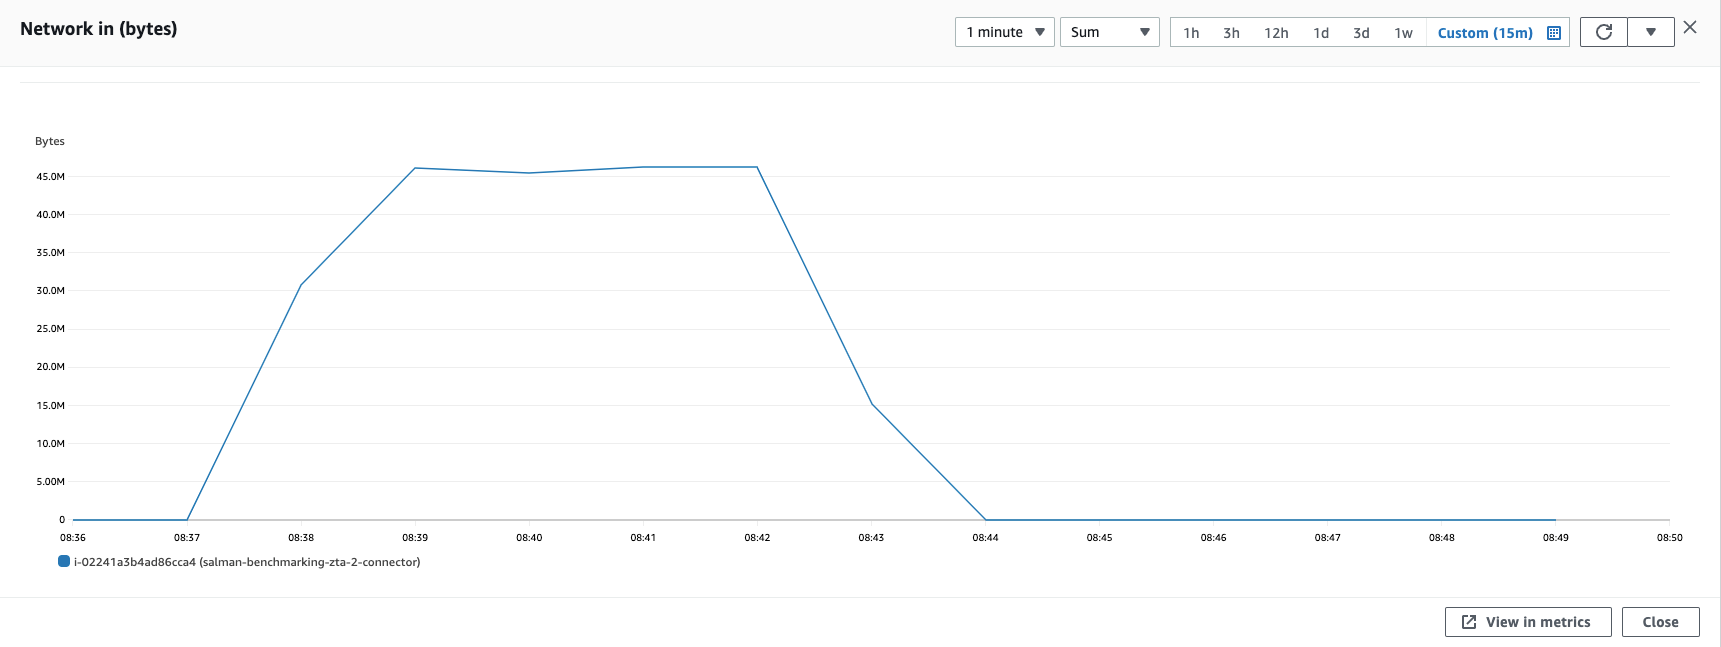 Network in (bytes)
1 minute
Sum
1h 3h 12h 1d 3d 1w Custom (15m)
Bytes
45.0M
40.0M
35.0M
30.0M
25.0M
20.0M
15.0M
10.0M
5.00M
0
08:36 08:37 08:38 08:39 08:40 08:41 08:42 08:43 08:44 08:45 08:46 08:47 08:48 08:49 08:50
i-02241a3b4ad86cca4 (salman-benchmarking-zta-2-connector)
View in metrics
Close